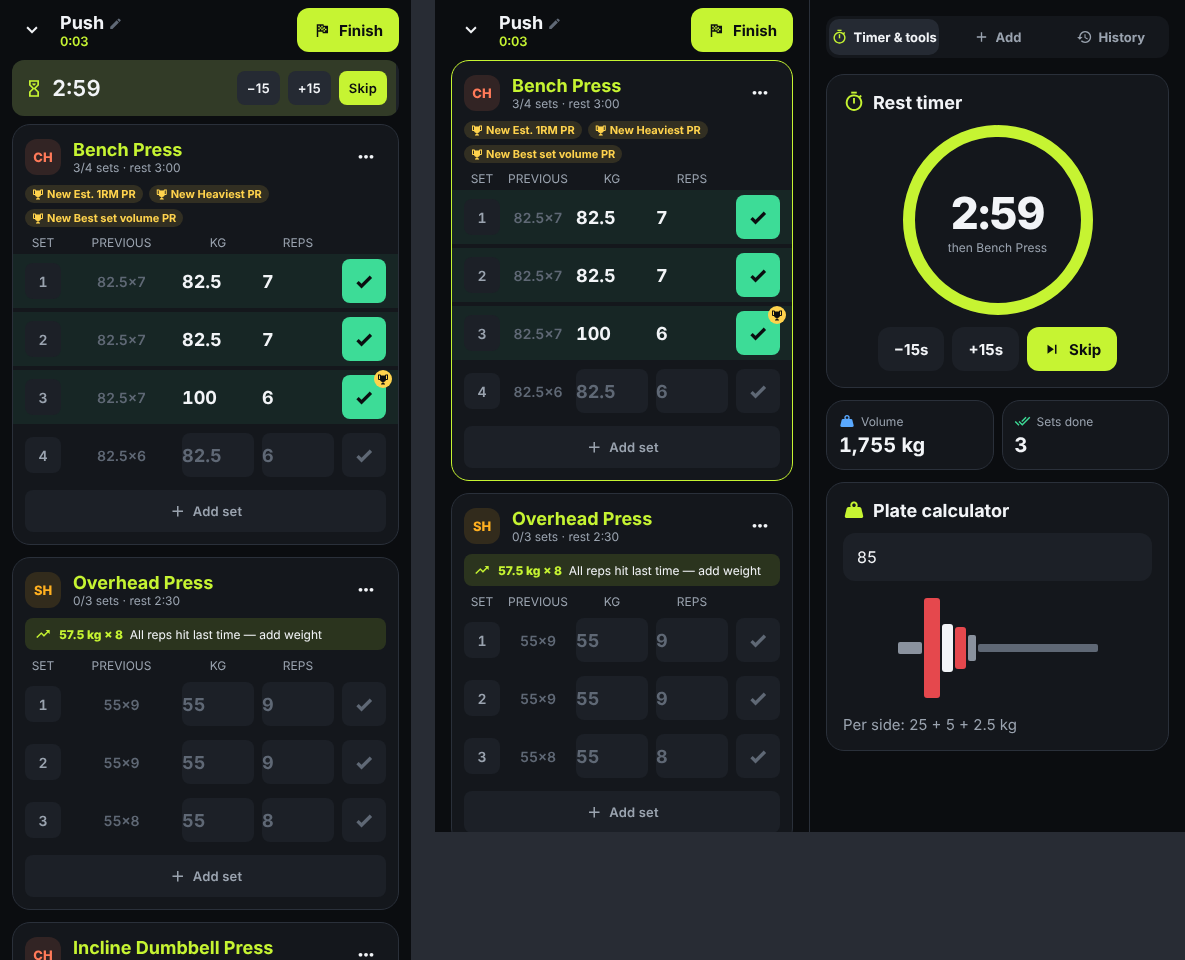 Push
0:03
Finish
2:59
−15
+15
Skip
CH
Bench Press
3/4 sets · rest 3:00
New Est. 1RM PR
New Heaviest PR
New Best set volume PR
SET PREVIOUS KG REPS
1 82.5×7 82.5 7
2 82.5×7 82.5 7
3 82.5×7 100 6
4 82.5×6 82.5 6
+ Add set
SH
Overhead Press
0/3 sets · rest 2:30
57.5 kg × 8 All reps hit last time — add weight
SET PREVIOUS KG REPS
1 55×9 55 9
2 55×9 55 9
3 55×8 55 8
+ Add set
CH
Incline Dumbbell Press
Push
0:03
Finish
CH
Bench Press
3/4 sets · rest 3:00
New Est. 1RM PR
New Heaviest PR
New Best set volume PR
SET PREVIOUS KG REPS
1 82.5×7 82.5 7
2 82.5×7 82.5 7
3 82.5×7 100 6
4 82.5×6 82.5 6
+ Add set
SH
Overhead Press
0/3 sets · rest 2:30
57.5 kg × 8 All reps hit last time — add weight
SET PREVIOUS KG REPS
1 55×9 55 9
2 55×9 55 9
3 55×8 55 8
+ Add set
Timer & tools
+ Add
History
Rest timer
2:59
then Bench Press
−15s
+15s
Skip
Volume
1,755 kg
Sets done
3
Plate calculator
85
Per side: 25 + 5 + 2.5 kg